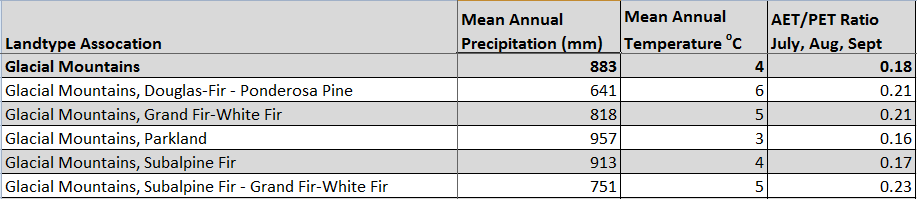 Landtype Assocation Mean Annual Precipitation (mm) Mean Annual Temperature ⁰C AET/PET Ratio July, Aug, Sept
Glacial Mountains 883 4 0.18
Glacial Mountains, Douglas-Fir - Ponderosa Pine 641 6 0.21
Glacial Mountains, Grand Fir-White Fir 818 5 0.21
Glacial Mountains, Parkland 957 3 0.16
Glacial Mountains, Subalpine Fir 913 4 0.17
Glacial Mountains, Subalpine Fir - Grand Fir-White Fir 751 5 0.23